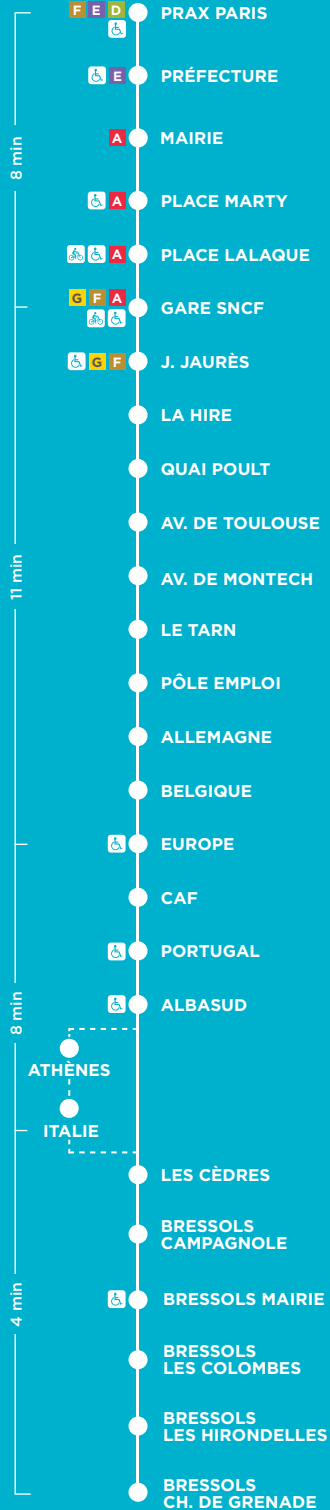 F E D PRAX PARIS
E PRÉFECTURE
A MAIRIE
8 min
A PLACE MARTY
A PLACE LALAQUE
G F A GARE SNCF
G F J. JAURÈS
LA HIRE
QUAI POULT
AV. DE TOULOUSE
11 min
AV. DE MONTECH
LE TARN
PÔLE EMPLOI
ALLEMAGNE
BELGIQUE
EUROPE
CAF
PORTUGAL
ALBASUD
8 min
ATHÈNES
ITALIE
LES CÈDRES
BRESSOLS
CAMPAGNOLE
4 min
BRESSOLS MAIRIE
BRESSOLS
LES COLOMBES
BRESSOLS
LES HIRONDELLES
BRESSOLS
CH. DE GRENADE